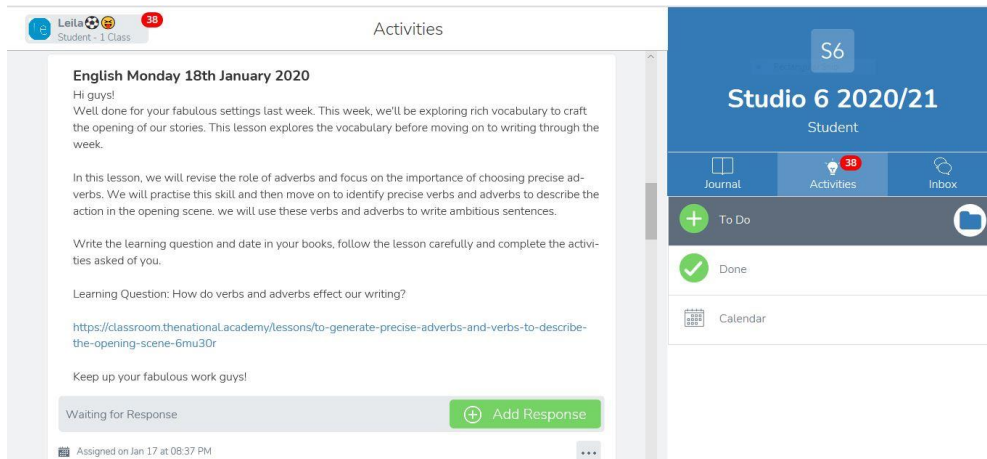 Leila⚽😆 38
Student - 1 Class
Activities
English Monday 18th January 2020
Hi guys!
Well done for your fabulous settings last week. This week, we'll be exploring rich vocabulary to craft
the opening of our stories. This lesson explores the vocabulary before moving on to writing through the
week.
In this lesson, we will revise the role of adverbs and focus on the importance of choosing precise ad-
verbs. We will practise this skill and then move on to identify precise verbs and adverbs to describe the
action in the opening scene. we will use these verbs and adverbs to write ambitious sentences.
Write the learning question and date in your books, follow the lesson carefully and complete the activi-
ties asked of you.
Learning Question: How do verbs and adverbs effect our writing?
https://classroom.thenational.academy/lessons/to-generate-precise-adverbs-and-verbs-to-describe-
the-opening-scene-6mu30r
Keep up your fabulous work guys!
Waiting for Response
Add Response
Assigned on Jan 17 at 08:37 PM
S6
Studio 6 2020/21
Student
Journal
38
Activities
Inbox
To Do
Done
Calendar